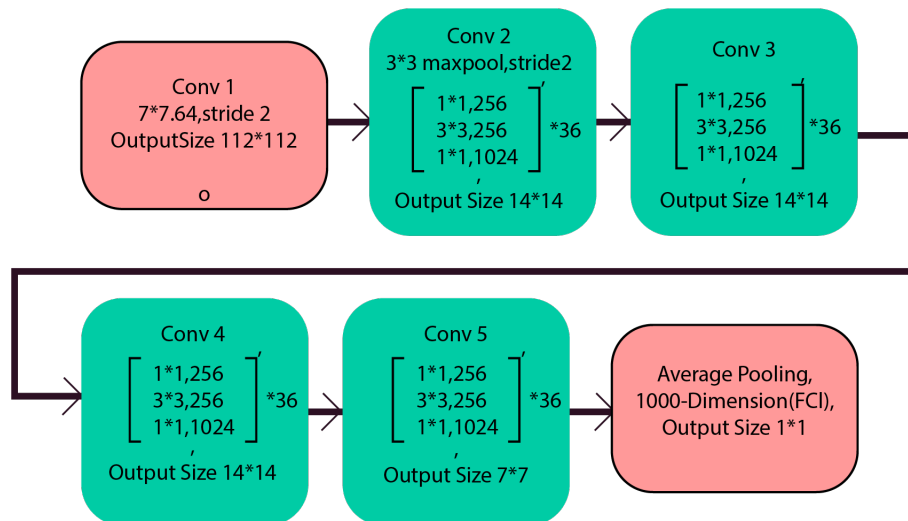 Conv 1
7*7.64,stride 2
OutputSize 112*112
o
Conv 2
3*3 maxpool,stride2
1*1,256
3*3,256
1*1,1024
, *36
,
Output Size 14*14
Conv 3
1*1,256
3*3,256
1*1,1024
, *36
,
Output Size 14*14
Conv 4
1*1,256
3*3,256
1*1,1024
, *36
,
Output Size 14*14
Conv 5
1*1,256
3*3,256
1*1,1024
, *36
,
Output Size 7*7
Average Pooling,
1000-Dimension(FCl),
Output Size 1*1